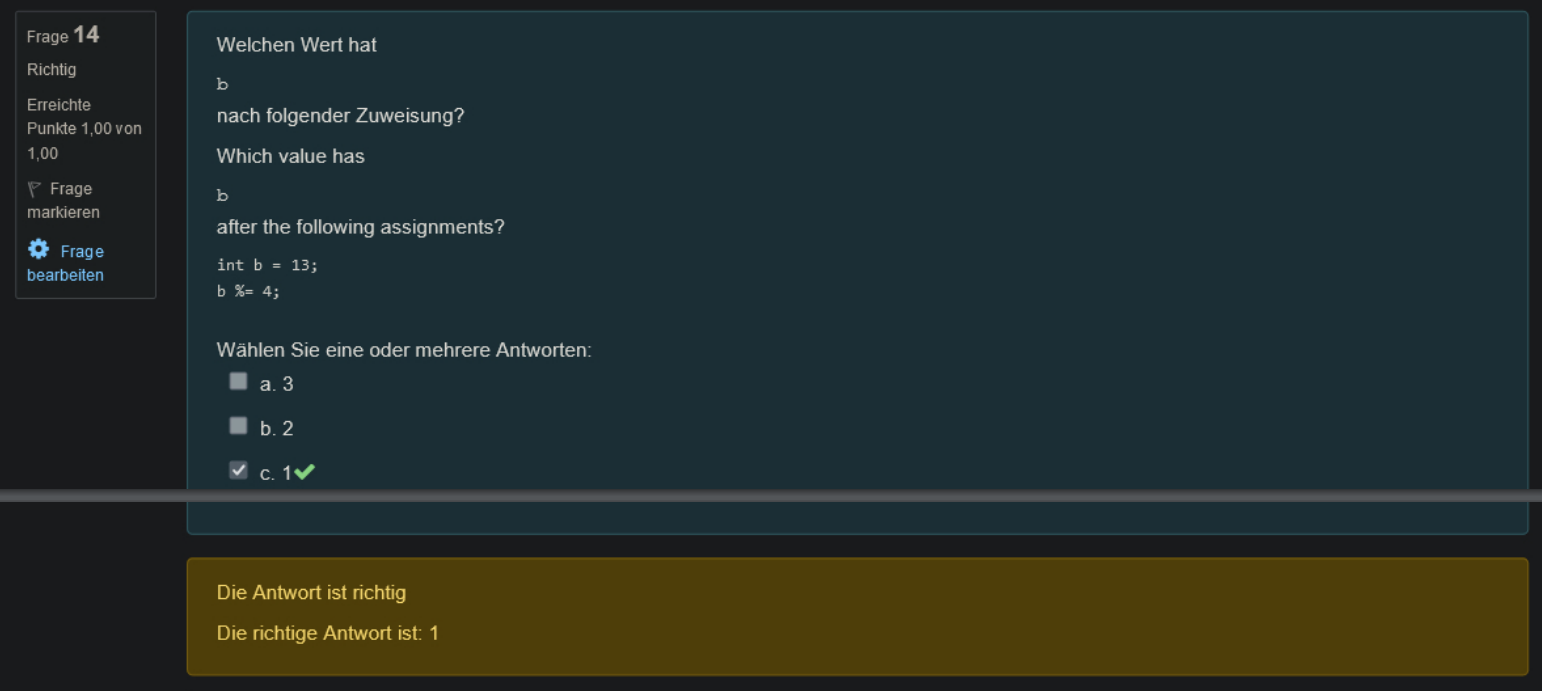 Frage 14
Richtig
Erreichte
Punkte 1,00 von
1,00
Frage
markieren
Frage
bearbeiten
Welchen Wert hat
b
nach folgender Zuweisung?
Which value has
b
after the following assignments?
int b = 13;
b %= 4;
Wählen Sie eine oder mehrere Antworten:
a. 3
b. 2
c. 1
Die Antwort ist richtig
Die richtige Antwort ist: 1